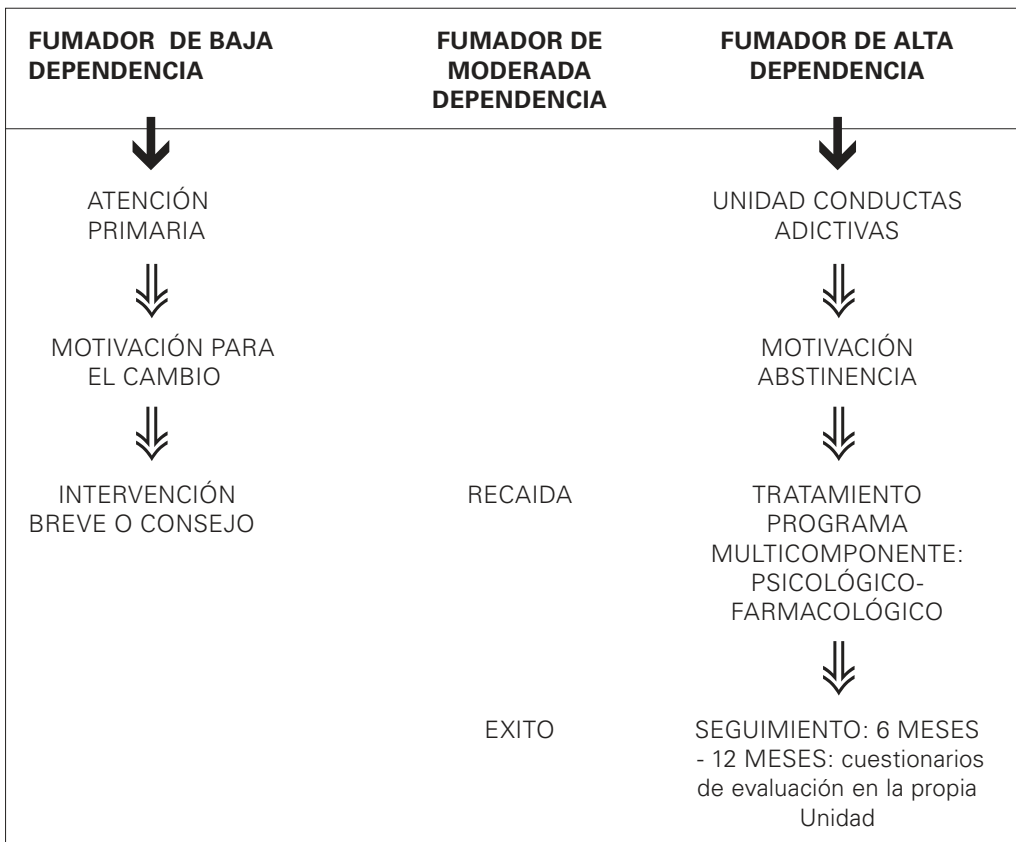 FUMADOR DE BAJA
DEPENDENCIA
FUMADOR DE
MODERADA
DEPENDENCIA
FUMADOR DE ALTA
DEPENDENCIA
ATENCIÓN
PRIMARIA
UNIDAD CONDUCTAS
ADICTIVAS
MOTIVACIÓN PARA
EL CAMBIO
MOTIVACIÓN
ABSTINENCIA
INTERVENCIÓN
BREVE O CONSEJO
RECAIDA
TRATAMIENTO
PROGRAMA
MULTICOMPONENTE:
PSICOLÓGICO-
FARMACOLÓGICO
EXITO
SEGUIMIENTO: 6 MESES
- 12 MESES: cuestionarios
de evaluación en la propia
Unidad